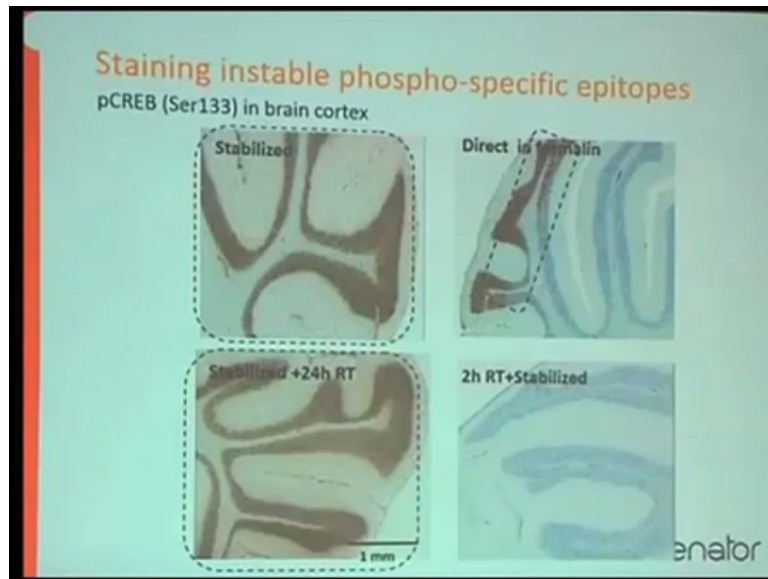 Staining instable phospho-specific epitopes
pCREB (Ser133) in brain cortex
Stabilized
Direct in formalin
Stabilized +24h RT
2h RT+Stabilized
1 mm
enator